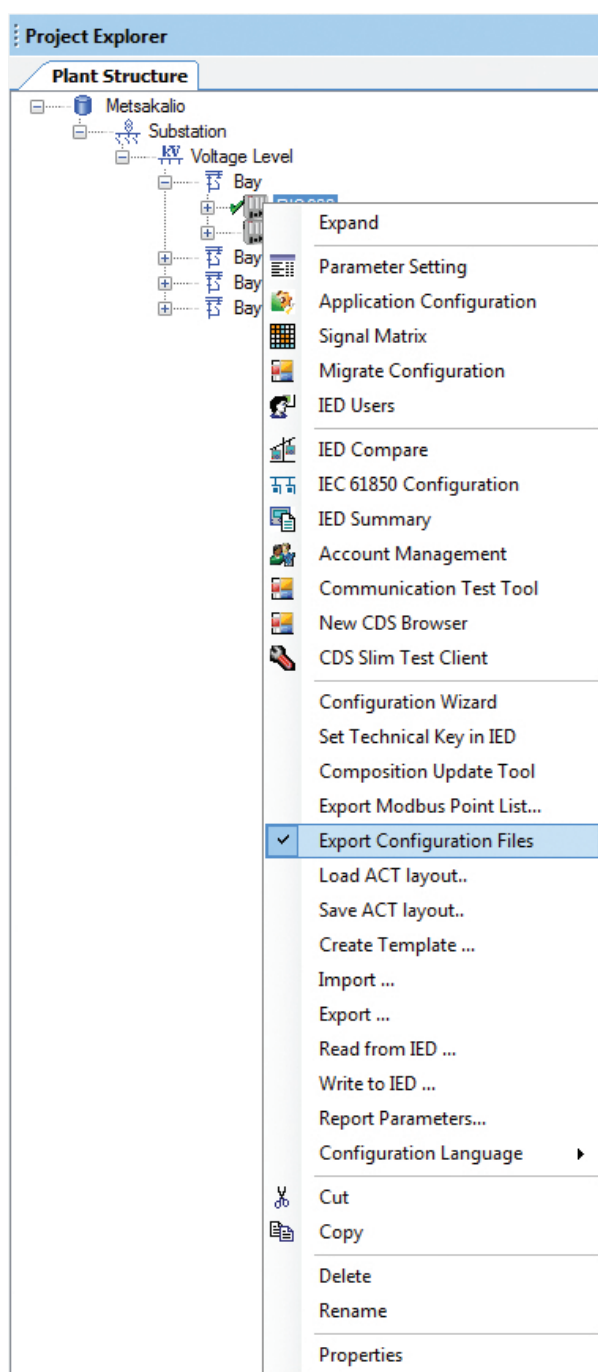 Project Explorer
Plant Structure
Metsakalio
Substation
Voltage Level
Bay
Bay
Bay
Bay
Expand
Parameter Setting
Application Configuration
Signal Matrix
Migrate Configuration
IED Users
IED Compare
IEC 61850 Configuration
IED Summary
Account Management
Communication Test Tool
New CDS Browser
CDS Slim Test Client
Configuration Wizard
Set Technical Key in IED
Composition Update Tool
Export Modbus Point List...
Export Configuration Files
Load ACT layout..
Save ACT layout..
Create Template ...
Import ...
Export ...
Read from IED ...
Write to IED ...
Report Parameters...
Configuration Language
Cut
Copy
Delete
Rename
Properties